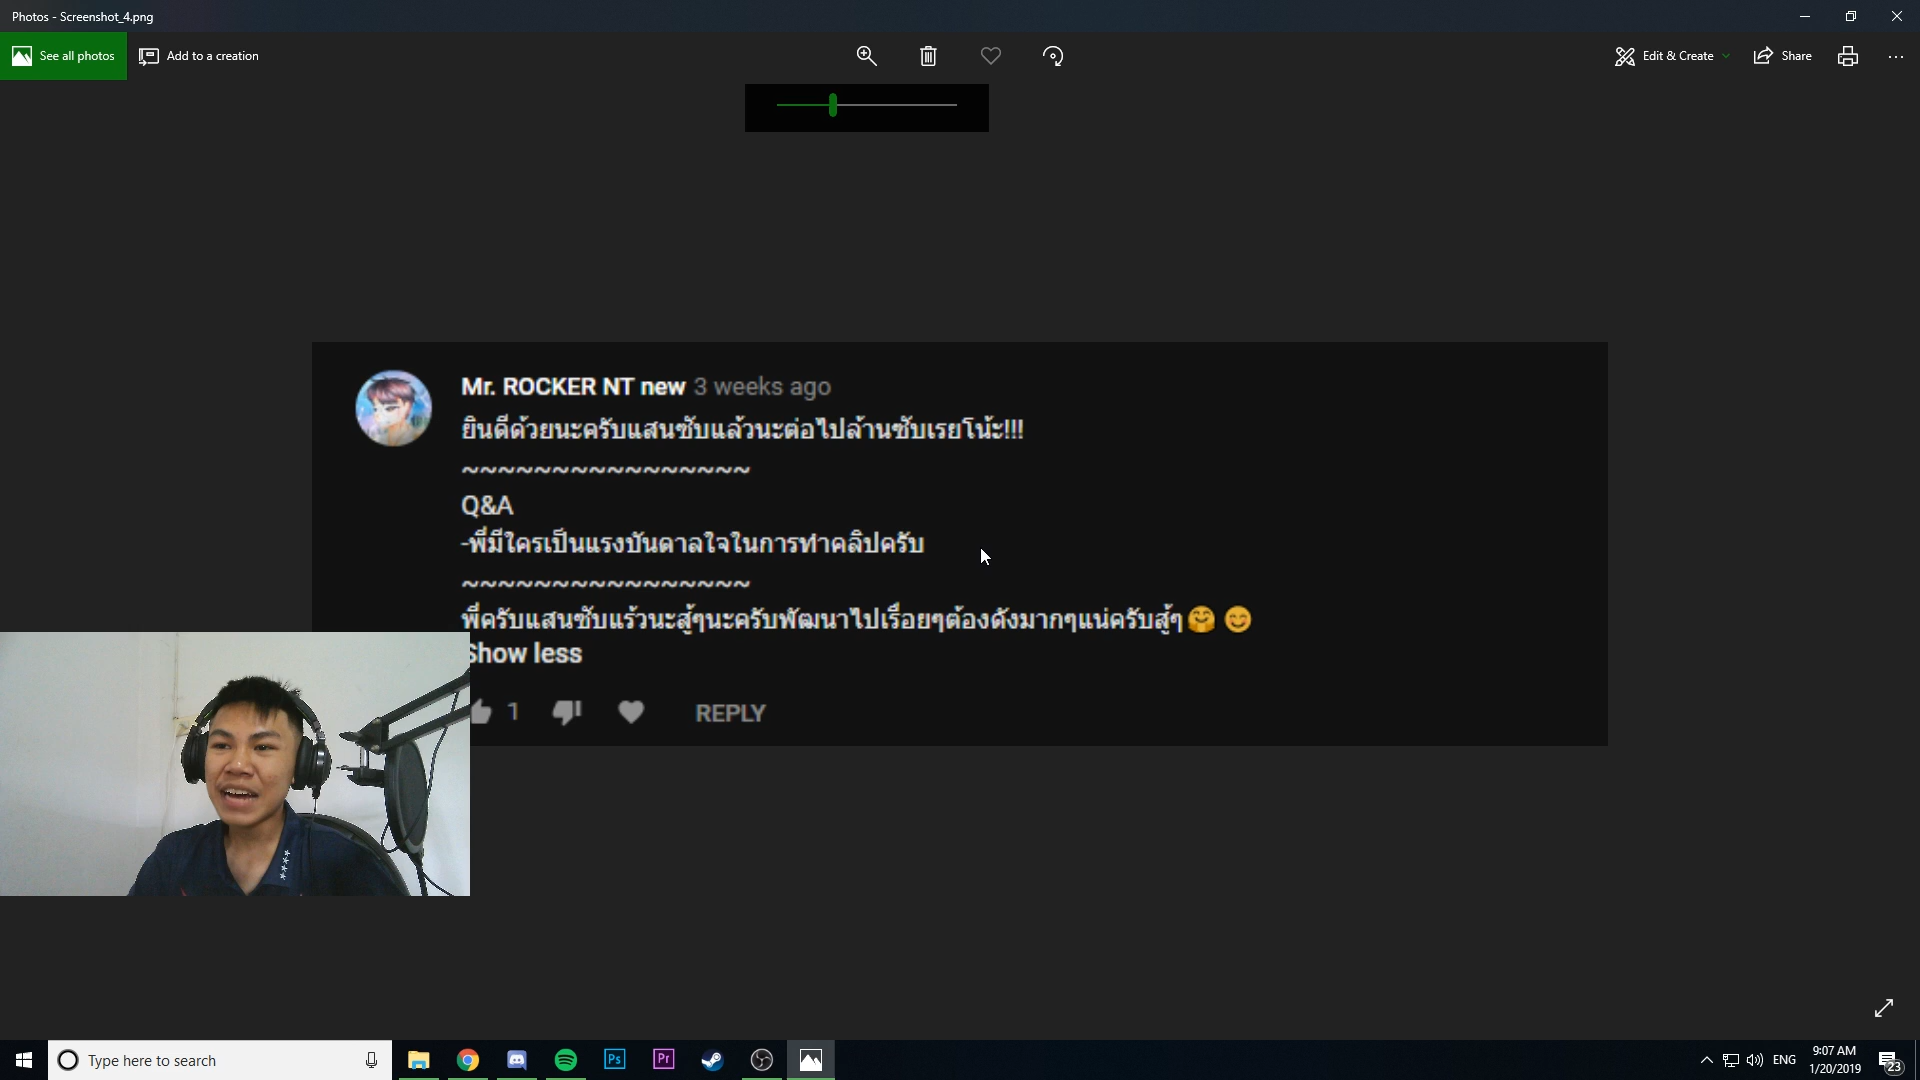 Photos - Screenshot_4.png
See all photos
Add to a creation
Edit & Create
Share
Mr. ROCKER NT new 3 weeks ago
ยินดีด้วยนะครับแสนซับแล้วนะต่อไปล้านซับเรยโน้ะ!!!
~~~~~~~~~~~~~~~~
Q&A
-พี่มีใครเป็นแรงบันดาลใจในการทำคลิปครับ
~~~~~~~~~~~~~~~~
พี่ครับแสนซับแร้วนะสู้ๆนะครับพัฒนาไปเรื่อยๆต้องดังมากๆแน่ครับสู้ๆ🤗 😊
Show less
1 REPLY
Type here to search
Ps
Pr
ENG
9:07 AM
1/20/2019
23